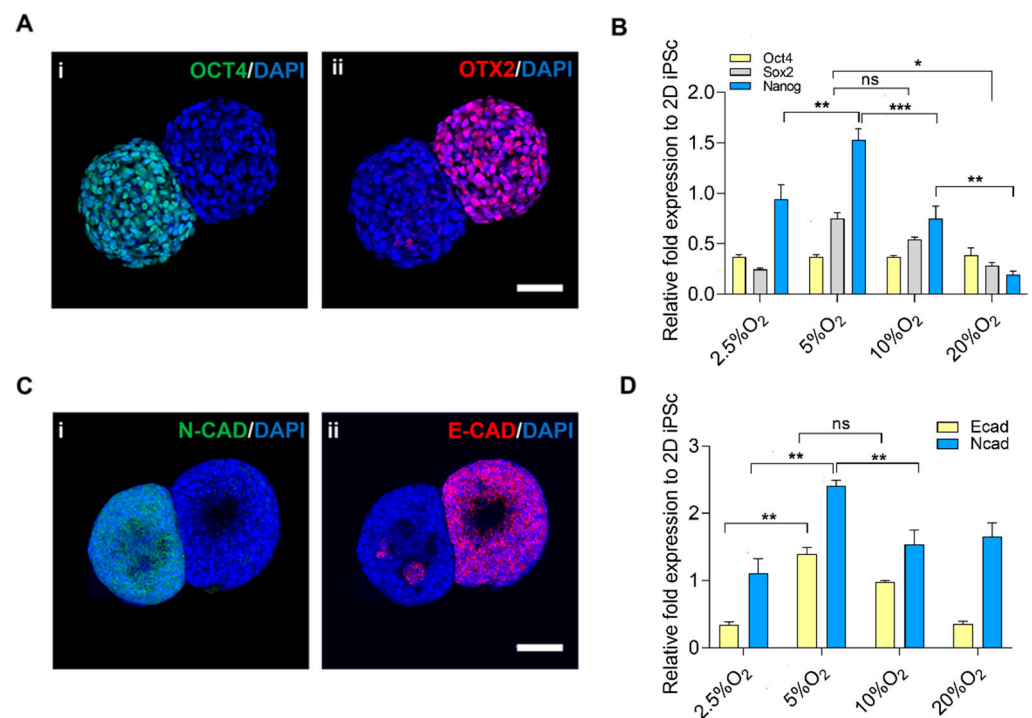 A
i
OCT4/DAPI
ii
OTX2/DAPI
B
Oct4
Sox2
Nanog
Relative fold expression to 2D iPSc
2.0
1.5
1.0
0.5
0.0
*
ns
**
***
**
2.5%O₂
5%O₂
10%O₂
20%O₂
C
i
N-CAD/DAPI
ii
E-CAD/DAPI
D
Ecad
Ncad
Relative fold expression to 2D iPSc
3
2
1
0
ns
**
**
**
2.5%O₂
5%O₂
10%O₂
20%O₂